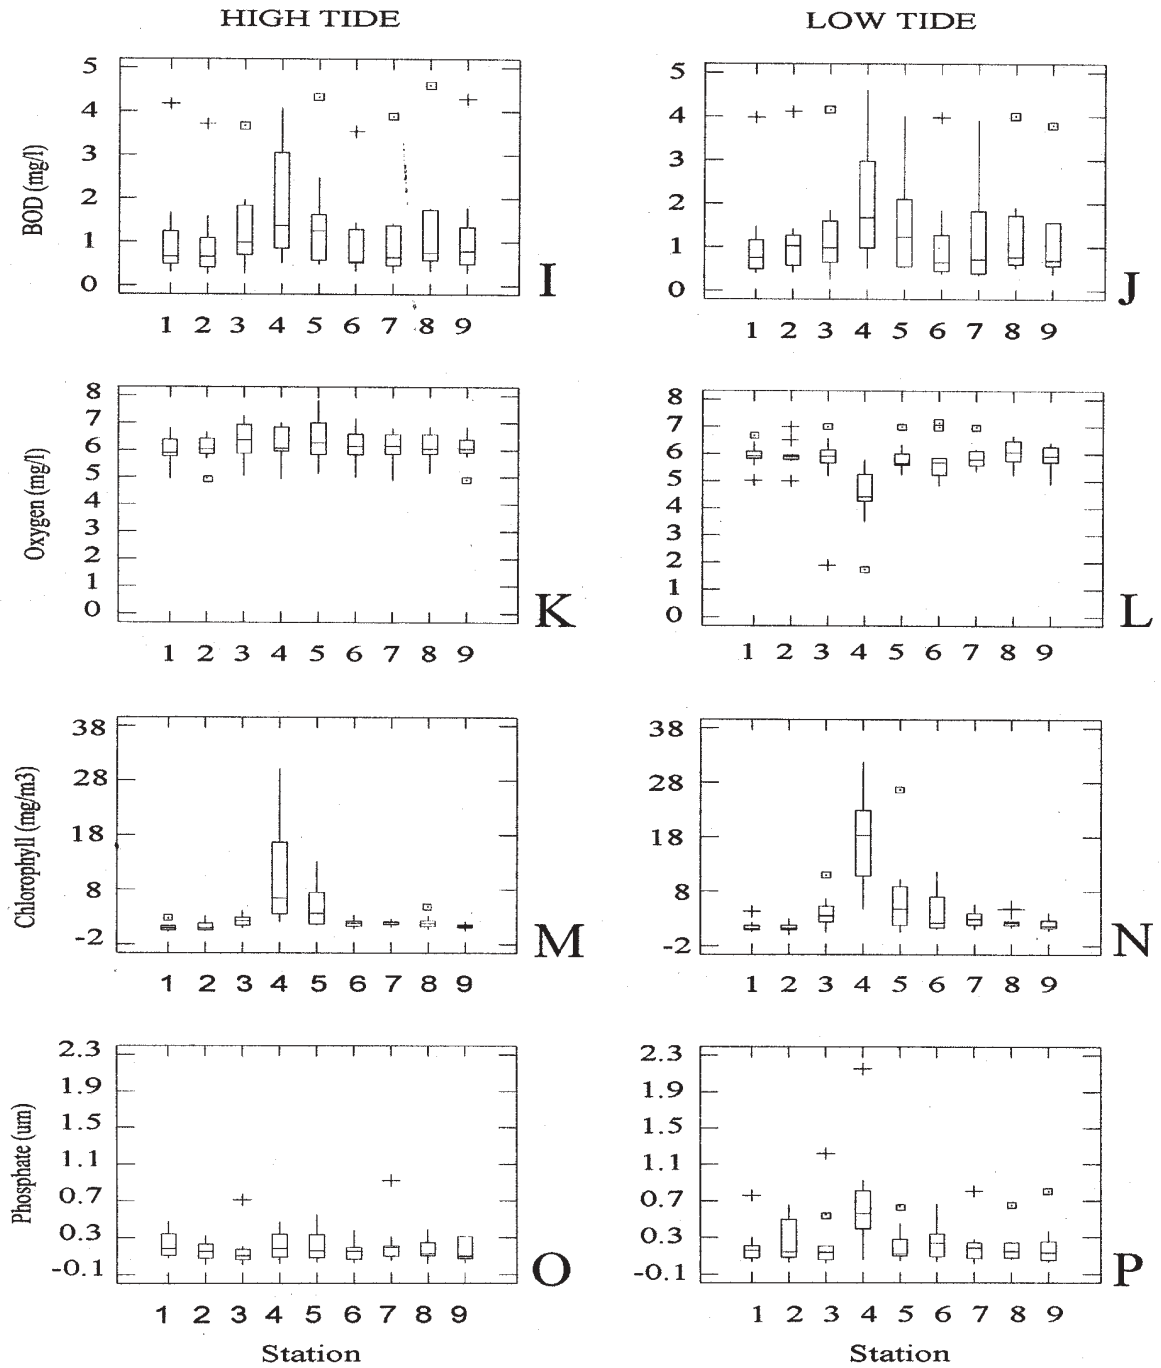 HIGH TIDE
LOW TIDE
BOD (mg/l)
5
4
3
2
1
0
I
1 2 3 4 5 6 7 8 9
5
4
3
2
1
0
J
1 2 3 4 5 6 7 8 9
Oxygen (mg/l)
8
7
6
5
4
3
2
1
0
K
1 2 3 4 5 6 7 8 9
8
7
6
5
4
3
2
1
0
L
1 2 3 4 5 6 7 8 9
Chlorophyll (mg/m3)
38
28
18
8
-2
M
1 2 3 4 5 6 7 8 9
38
28
18
8
-2
N
1 2 3 4 5 6 7 8 9
Phosphate (um)
2.3
1.9
1.5
1.1
0.7
0.3
-0.1
O
1 2 3 4 5 6 7 8 9
Station
2.3
1.9
1.5
1.1
0.7
0.3
-0.1
P
1 2 3 4 5 6 7 8 9
Station